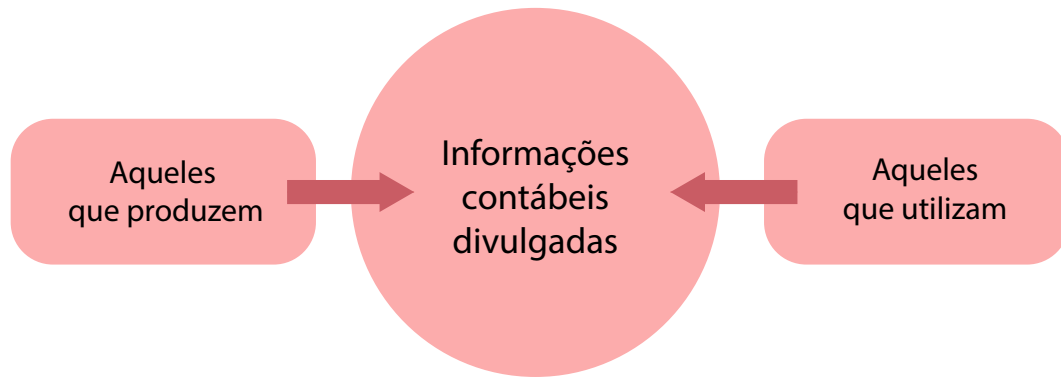 Aqueles
que produzem
Informações
contábeis
divulgadas
Aqueles
que utilizam